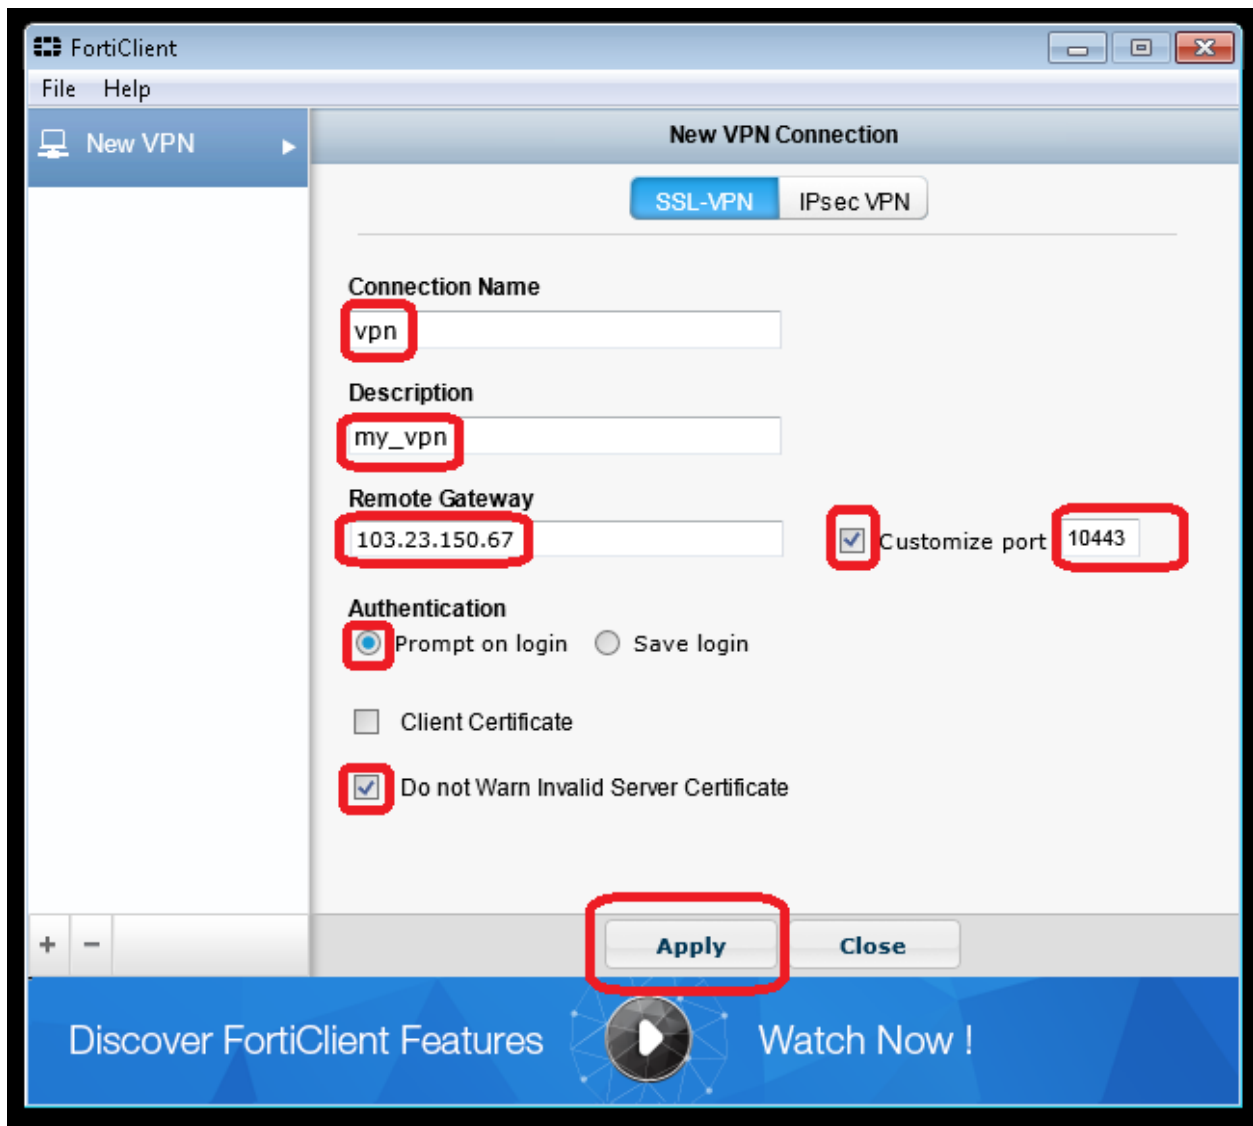 FortiClient
File Help
New VPN
New VPN Connection
SSL-VPN IPsec VPN
Connection Name
vpn
Description
my_vpn
Remote Gateway
103.23.150.67 Customize port 10443
Authentication
Prompt on login Save login
Client Certificate
Do not Warn Invalid Server Certificate
+ − Apply Close
Discover FortiClient Features Watch Now !